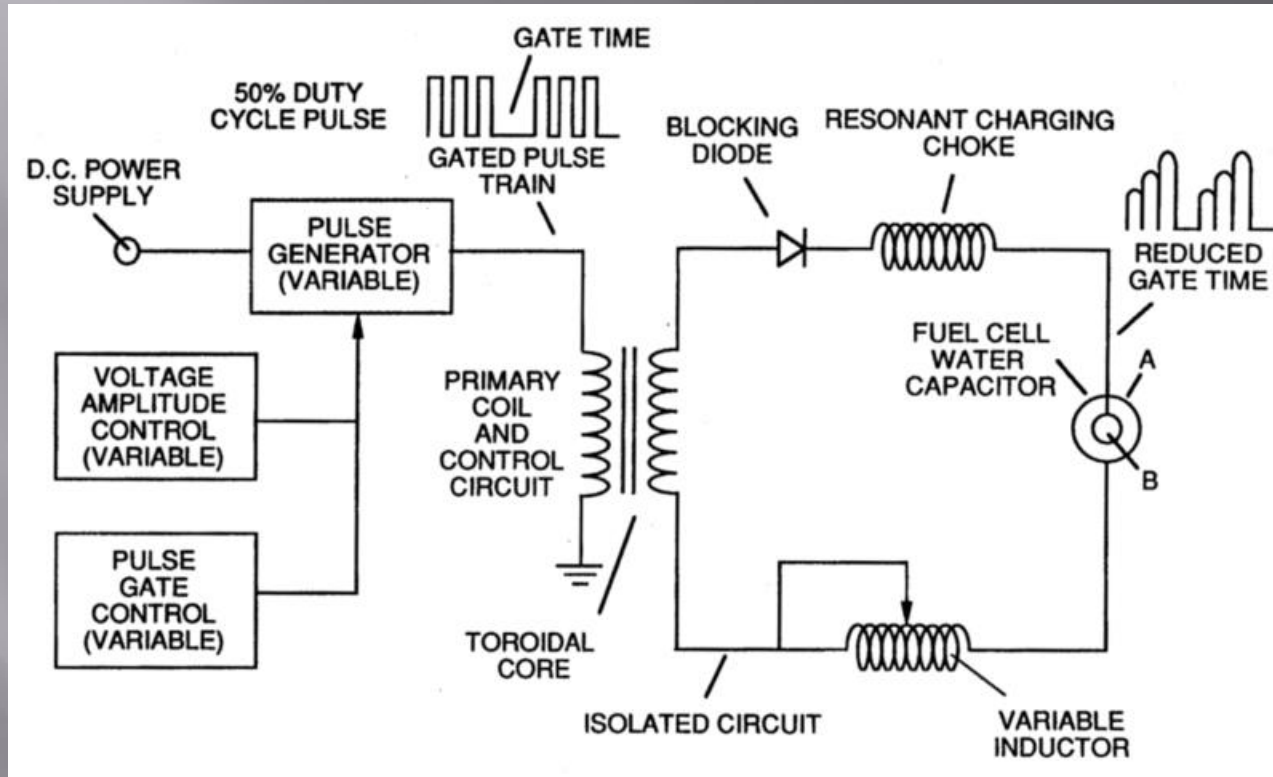 GATE TIME
50% DUTY
CYCLE PULSE
GATED PULSE
TRAIN
BLOCKING
DIODE
RESONANT CHARGING
CHOKE
D.C. POWER
SUPPLY
PULSE
GENERATOR
(VARIABLE)
REDUCED
GATE TIME
FUEL CELL
WATER
CAPACITOR
A
B
VOLTAGE
AMPLITUDE
CONTROL
(VARIABLE)
PRIMARY
COIL
AND
CONTROL
CIRCUIT
PULSE
GATE
CONTROL
(VARIABLE)
TOROIDAL
CORE
ISOLATED CIRCUIT
VARIABLE
INDUCTOR